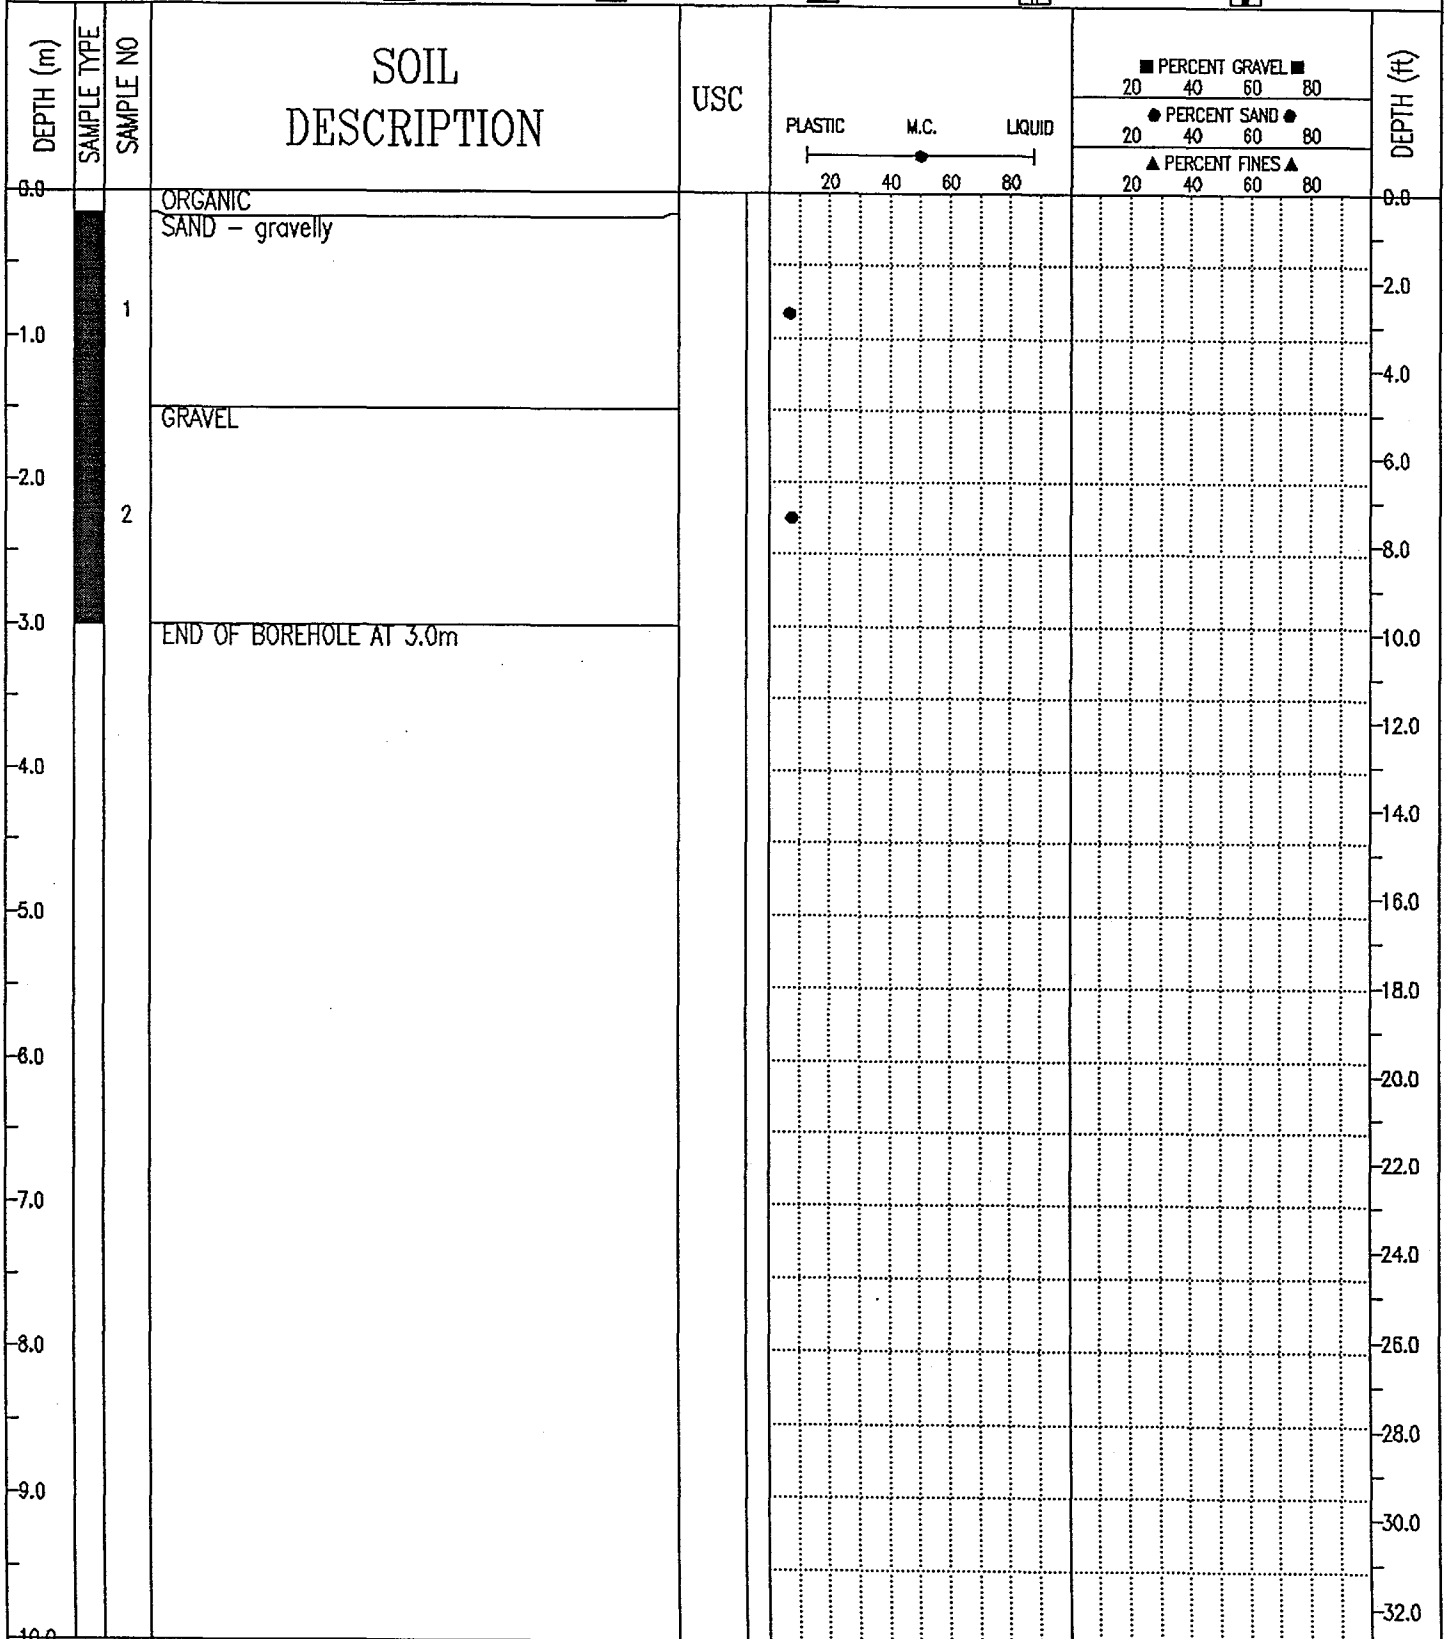 DEPTH (m)
SAMPLE TYPE
SAMPLE NO
SOIL
DESCRIPTION
USC
PLASTIC M.C. LIQUID
20 40 60 80
■ PERCENT GRAVEL ■
20 40 60 80
● PERCENT SAND ●
20 40 60 80
▲ PERCENT FINES ▲
20 40 60 80
DEPTH (ft)
0.0
ORGANIC
0.0
SAND - gravelly
2.0
1
1.0
4.0
GRAVEL
6.0
2.0
2
8.0
3.0
END OF BOREHOLE AT 3.0m
10.0
12.0
4.0
14.0
16.0
5.0
18.0
6.0
20.0
22.0
7.0
24.0
8.0
26.0
28.0
9.0
30.0
32.0
10.0